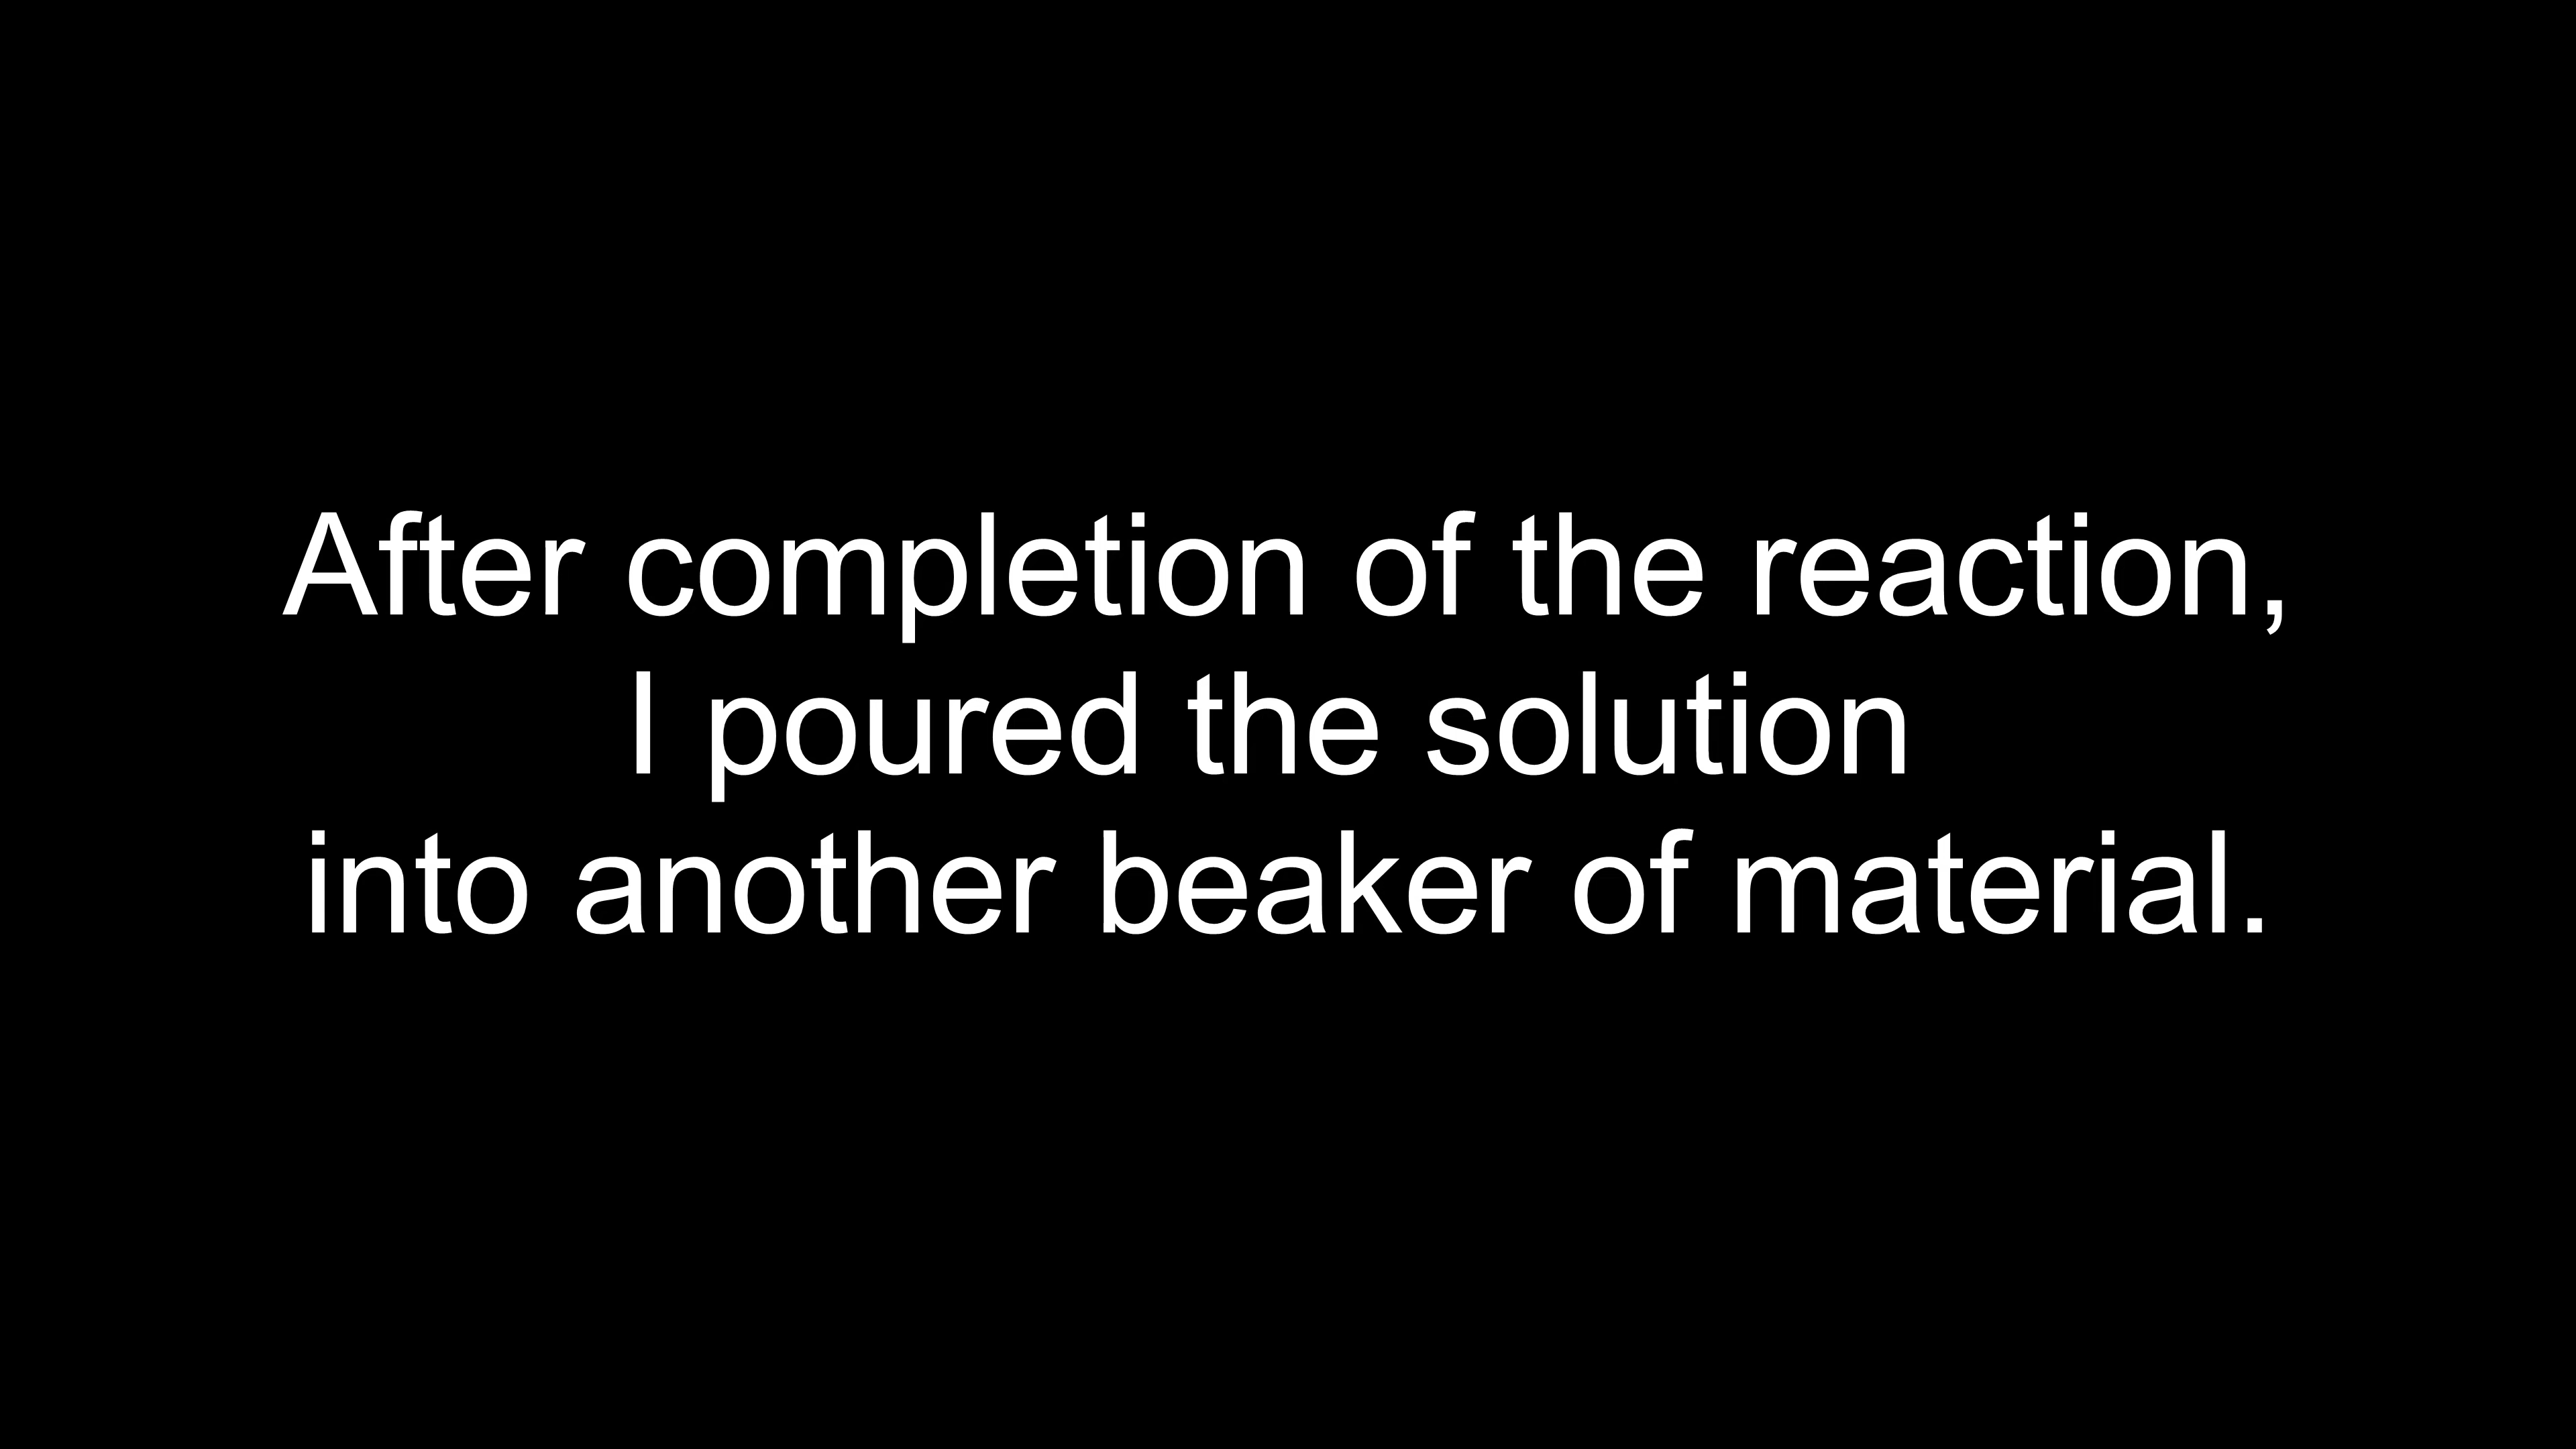 After completion of the reaction,
I poured the solution
into another beaker of material.